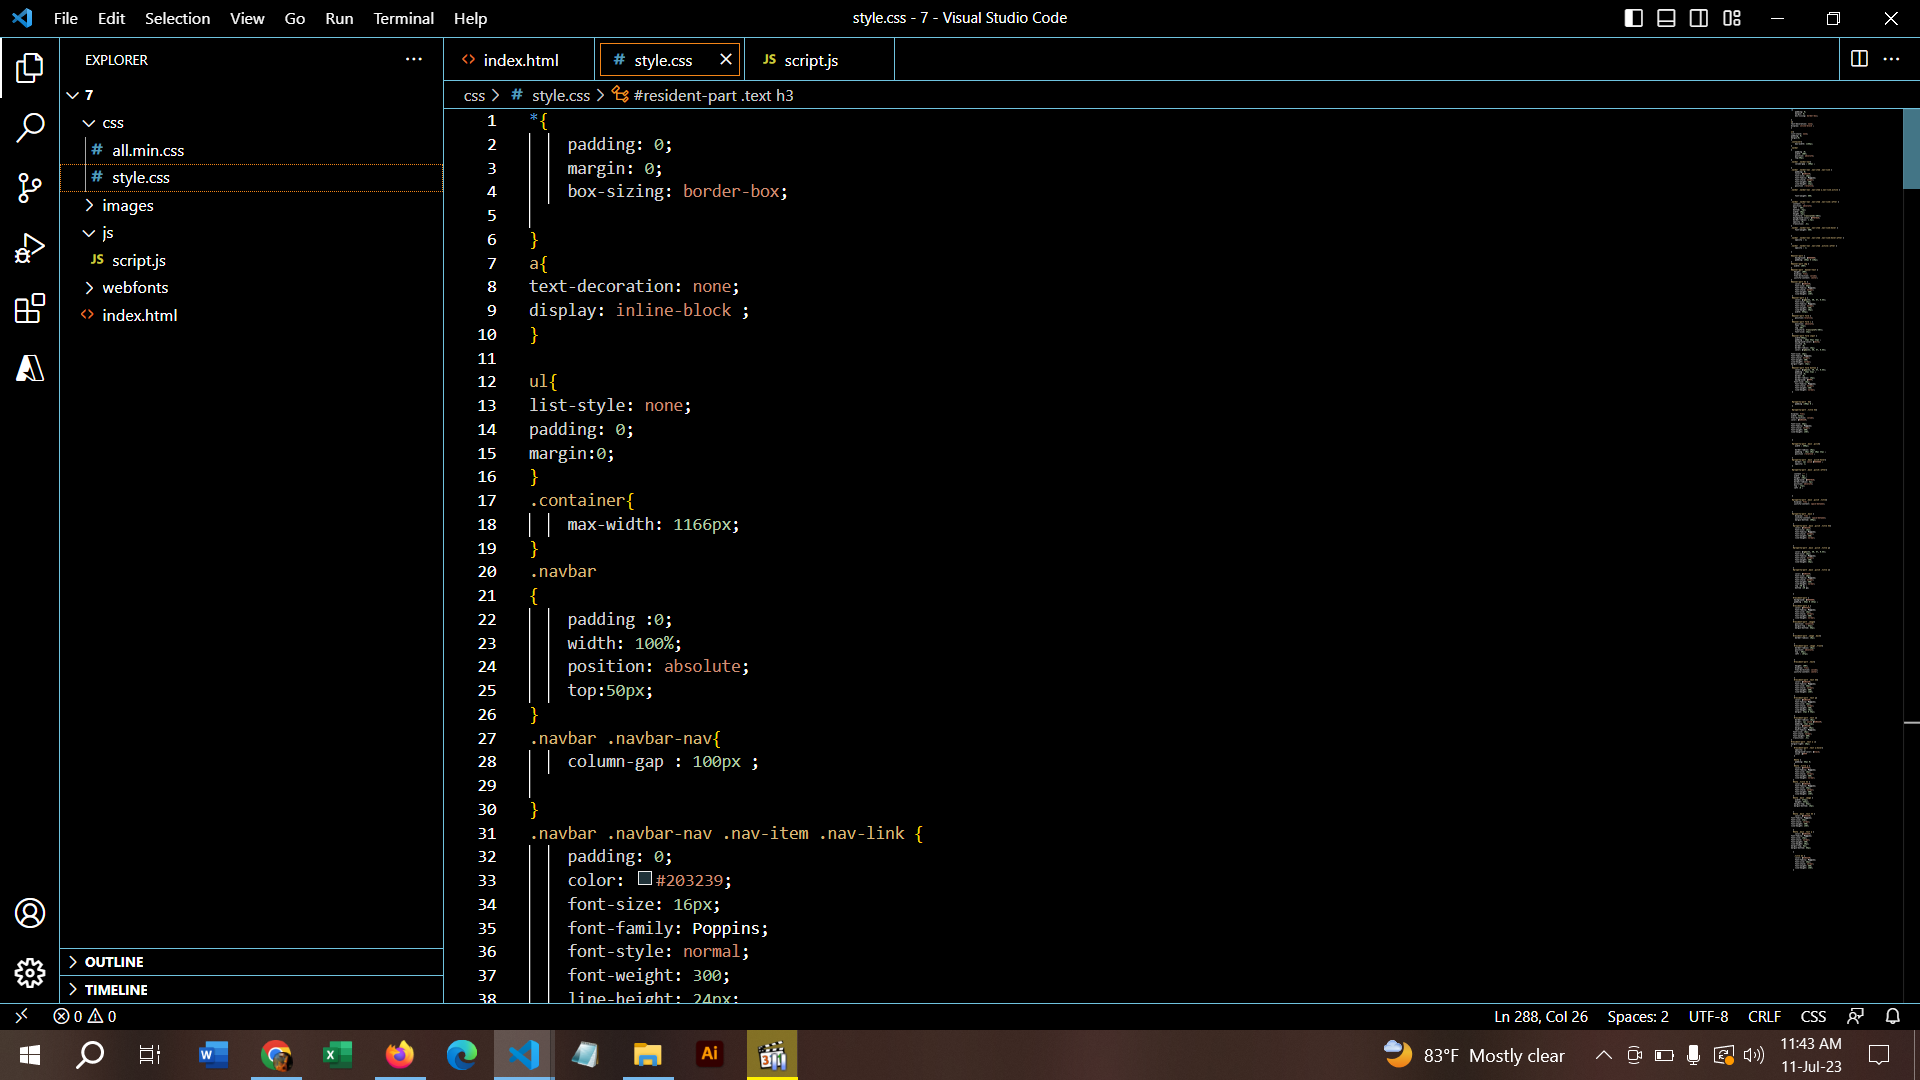 File Edit Selection View Go Run Terminal Help
style.css - 7 - Visual Studio Code
EXPLORER
7
css
# all.min.css
# style.css
images
js
JS script.js
webfonts
<> index.html
OUTLINE
TIMELINE
<> index.html
# style.css
JS script.js
css > # style.css > #resident-part .text h3
1 *{
2 padding: 0;
3 margin: 0;
4 box-sizing: border-box;
5
6 }
7 a{
8 text-decoration: none;
9 display: inline-block ;
10 }
11
12 ul{
13 list-style: none;
14 padding: 0;
15 margin:0;
16 }
17 .container{
18 max-width: 1166px;
19 }
20 .navbar
21 {
22 padding :0;
23 width: 100%;
24 position: absolute;
25 top:50px;
26 }
27 .navbar .navbar-nav{
28 column-gap : 100px ;
29
30 }
31 .navbar .navbar-nav .nav-item .nav-link {
32 padding: 0;
33 color: #203239;
34 font-size: 16px;
35 font-family: Poppins;
36 font-style: normal;
37 font-weight: 300;
38 line-height: 24px;
0 0
Ln 288, Col 26 Spaces: 2 UTF-8 CRLF CSS
83°F Mostly clear
11:43 AM
11-Jul-23